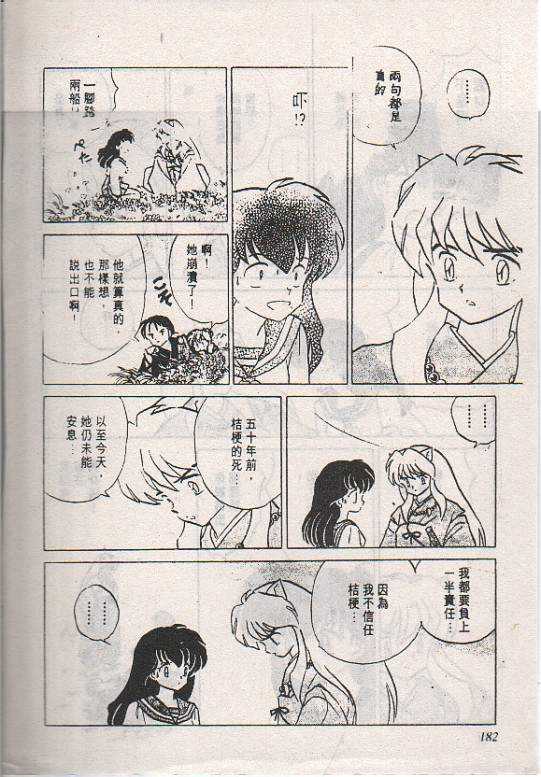 ⋯⋯
兩句都是
真的
吓!?
一腳踏
兩船!
ぺたっ
啊!
她崩潰了!
他就算真的,
那樣想,
也不能
說出口啊!
こそ
⋯⋯
⋯⋯
五十年前,
桔梗的死…
以至今天,
她仍未能
安息…
我都要負上
一半責任…
因為
我不信任
桔梗…
⋯⋯
⋯⋯
182